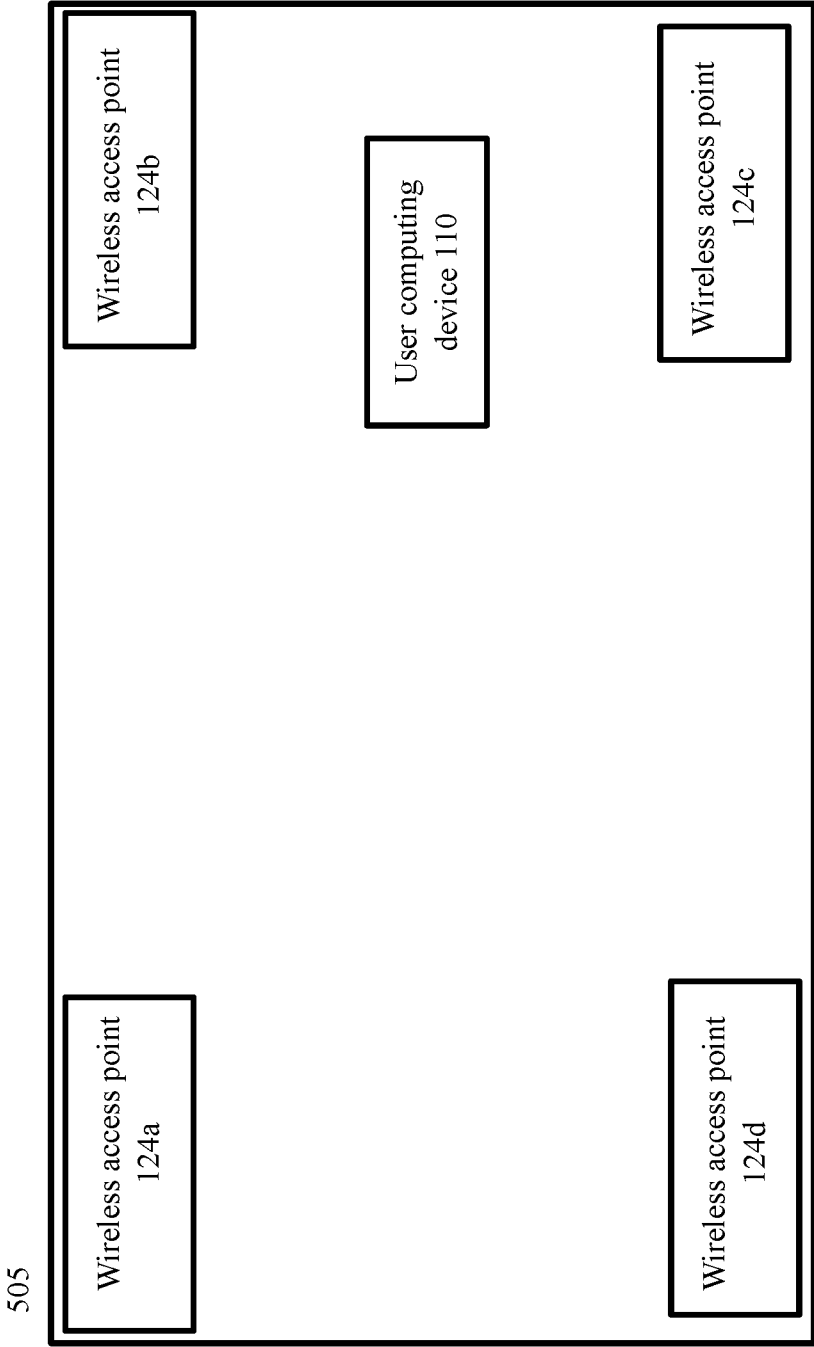 505
Wireless access point
124a
Wireless access point
124b
User computing
device 110
Wireless access point
124d
Wireless access point
124c